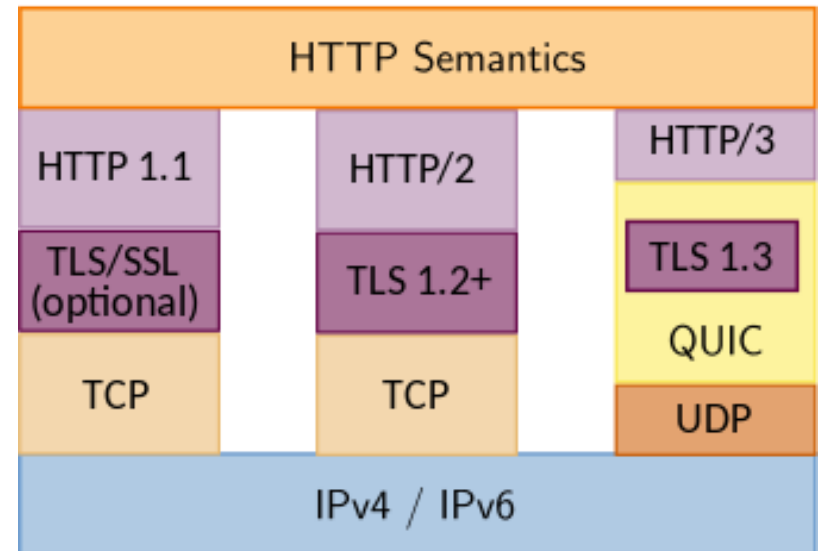 HTTP Semantics
HTTP 1.1
HTTP/2
HTTP/3
TLS/SSL
(optional)
TLS 1.2+
TLS 1.3
QUIC
TCP
TCP
UDP
IPv4 / IPv6